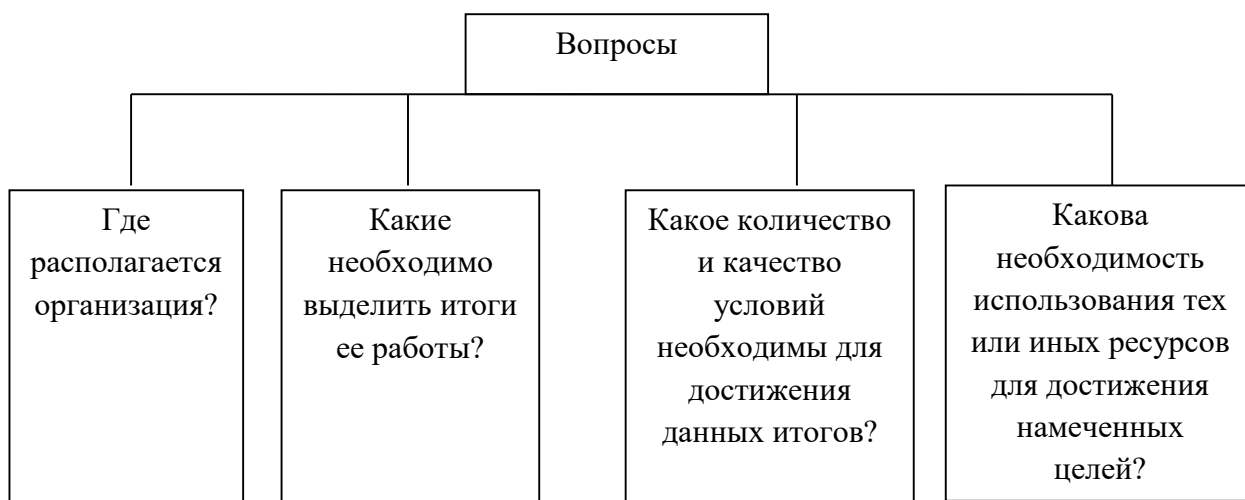 Вопросы
Где
располагается
организация?
Какие
необходимо
выделить итоги
ее работы?
Какое количество
и качество
условий
необходимы для
достижения
данных итогов?
Какова
необходимость
использования тех
или иных ресурсов
для достижения
намеченных
целей?